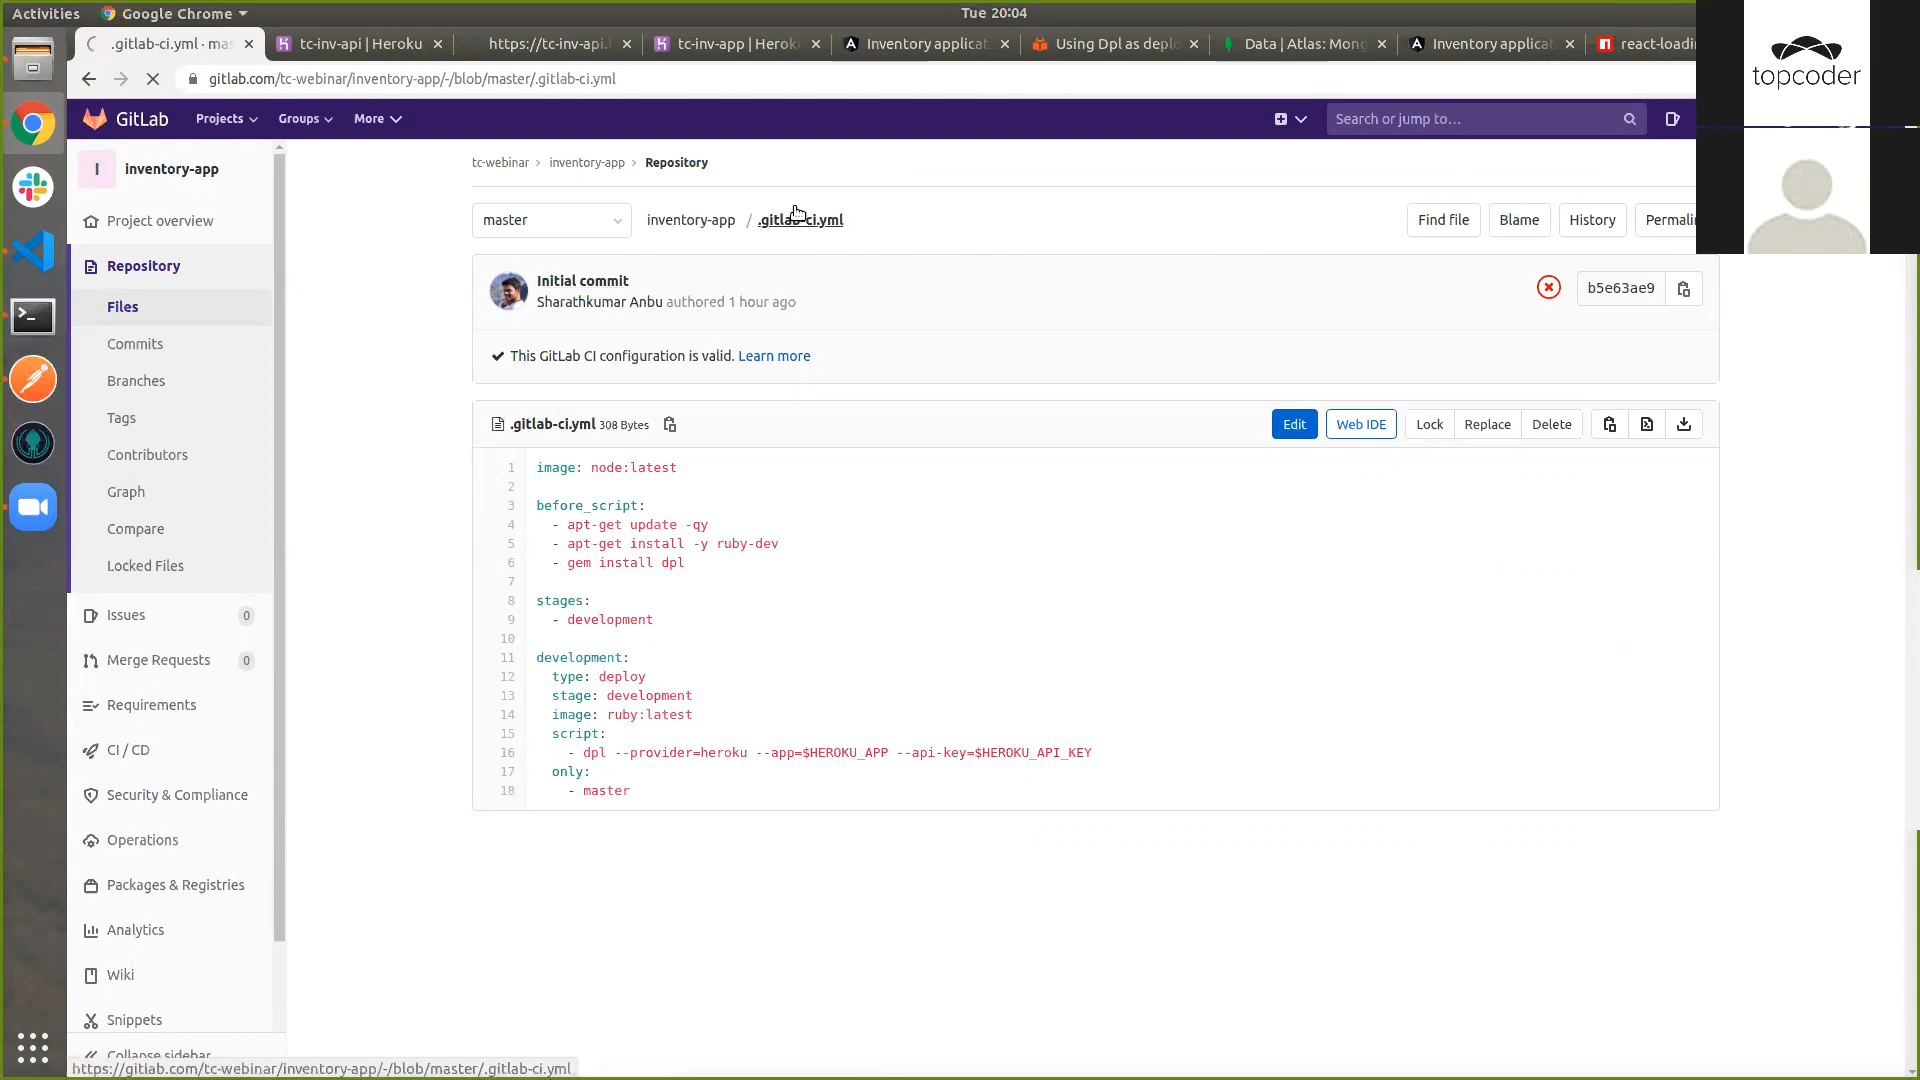 Activities
Google Chrome
Tue 20:04
.gitlab-ci.yml · mas
tc-inv-api | Heroku
https://tc-inv-api.
tc-inv-app | Herok
Inventory applicat
Using Dpl as deplo
Data | Atlas: Mong
Inventory applicat
react-loadi
gitlab.com/tc-webinar/inventory-app/-/blob/master/.gitlab-ci.yml
topcoder
GitLab
Projects
Groups
More
Search or jump to...
I
inventory-app
Project overview
Repository
Files
Commits
Branches
Tags
Contributors
Graph
Compare
Locked Files
Issues
0
Merge Requests
0
Requirements
CI / CD
Security & Compliance
Operations
Packages & Registries
Analytics
Wiki
Snippets
Collapse sidebar
tc-webinar › inventory-app › Repository
master
inventory-app / .gitlab-ci.yml
Find file
Blame
History
Permalin
Initial commit
Sharathkumar Anbu authored 1 hour ago
b5e63ae9
This GitLab CI configuration is valid. Learn more
.gitlab-ci.yml 308 Bytes
Edit
Web IDE
Lock
Replace
Delete
1 image: node:latest
2
3 before_script:
4 - apt-get update -qy
5 - apt-get install -y ruby-dev
6 - gem install dpl
7
8 stages:
9 - development
10
11 development:
12 type: deploy
13 stage: development
14 image: ruby:latest
15 script:
16 - dpl --provider=heroku --app=$HEROKU_APP --api-key=$HEROKU_API_KEY
17 only:
18 - master
https://gitlab.com/tc-webinar/inventory-app/-/blob/master/.gitlab-ci.yml